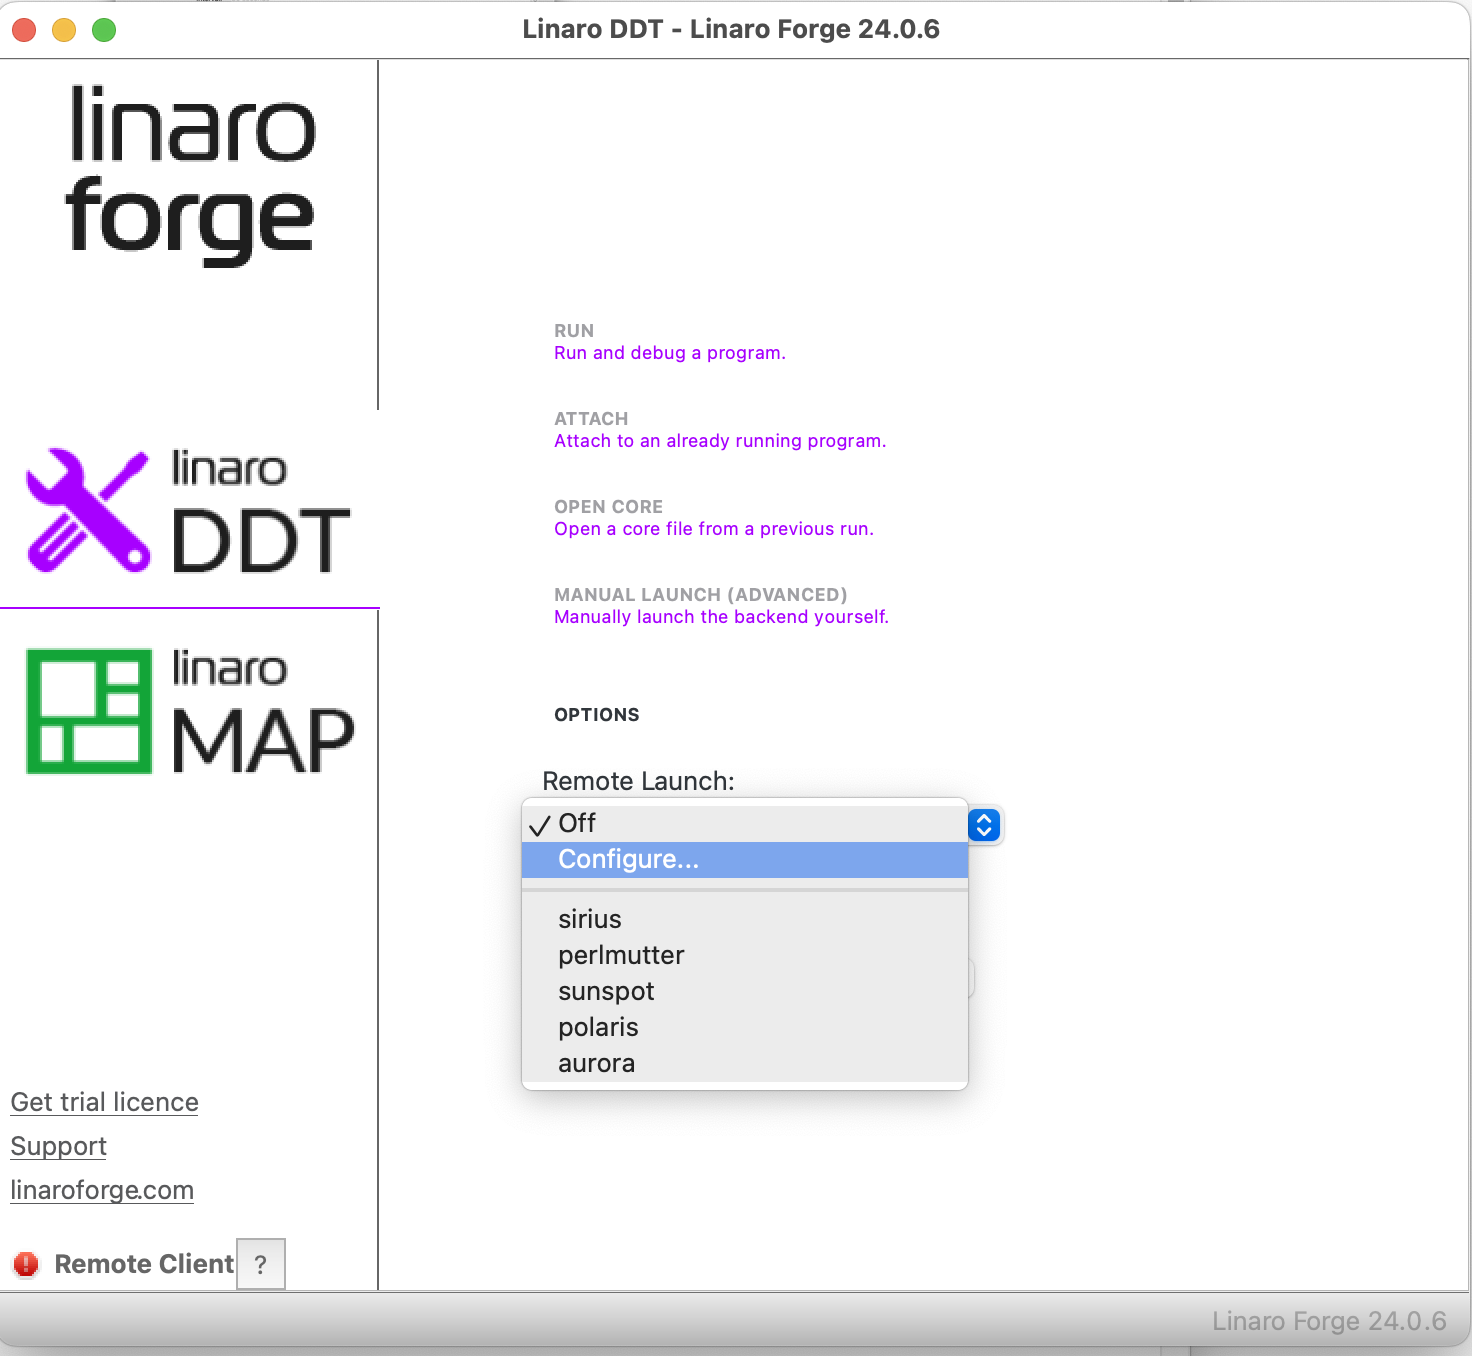 Linaro DDT - Linaro Forge 24.0.6
linaro
forge
RUN
Run and debug a program.
ATTACH
Attach to an already running program.
linaro
DDT
OPEN CORE
Open a core file from a previous run.
MANUAL LAUNCH (ADVANCED)
Manually launch the backend yourself.
linaro
MAP
OPTIONS
Remote Launch:
✓ Off
Configure...
sirius
perlmutter
sunspot
polaris
aurora
Get trial licence
Support
linaroforge.com
Remote Client ?
Linaro Forge 24.0.6